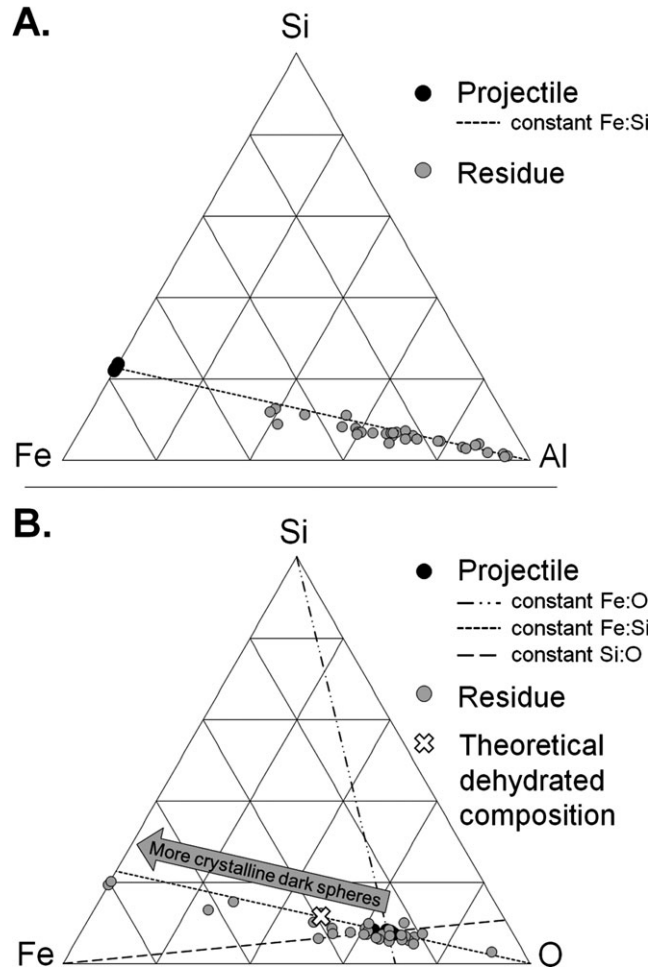 A.
Si
Projectile
constant Fe:Si
Residue
Fe
Al
B.
Si
Projectile
constant Fe:O
constant Fe:Si
constant Si:O
Residue
Theoretical
dehydrated
composition
More crystalline dark spheres
Fe
O